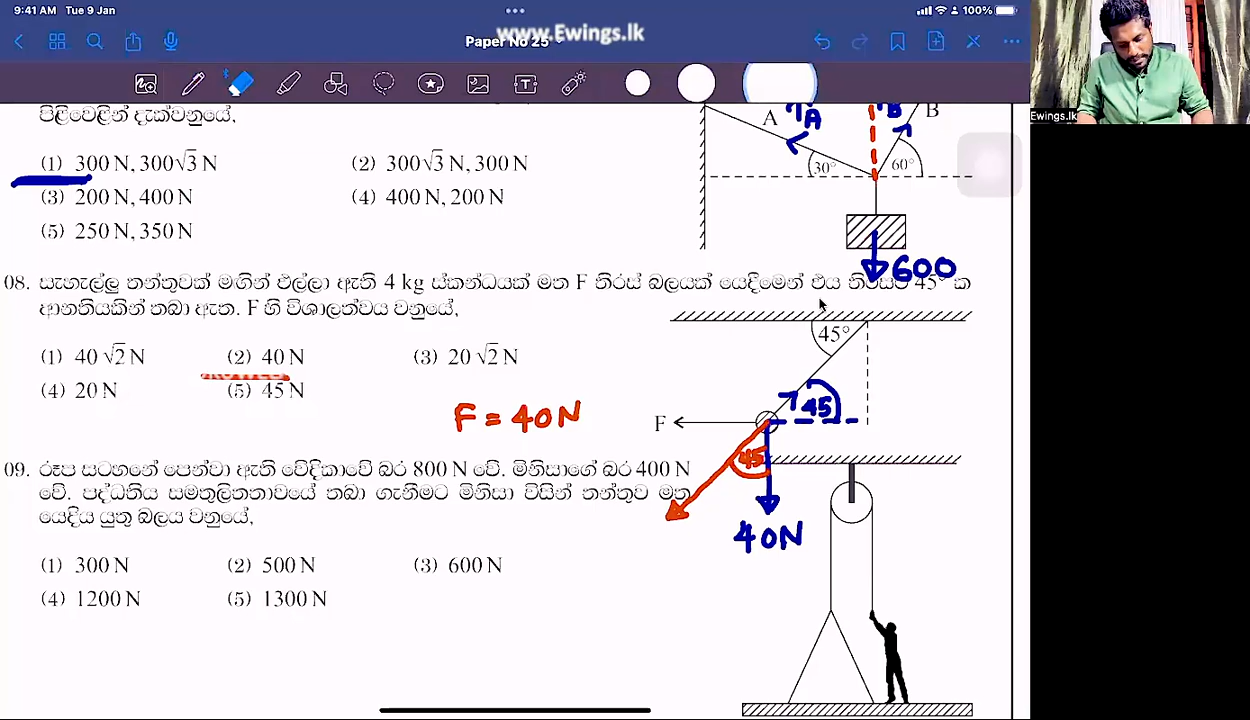 9:41 AM Tue 9 Jan
100%
www.Ewings.lk
Paper No 25
Ewings.lk
පිළිවෙළින් දැක්වනුයේ,
(1) 300 N, 300√3 N
(2) 300√3 N, 300 N
(3) 200 N, 400 N
(4) 400 N, 200 N
(5) 250 N, 350 N
A
TA
B
B
30°
60°
600
08. සැහැල්ලු තන්තුවක් මඟින් එල්ලා ඇති 4 kg ස්කන්ධයක් මත F තිරස් බලයක් යෙදීමෙන් එය තිරසට 45° ක
ආනතියකින් තබා ඇත. F හි විශාලත්වය වනුයේ,
(1) 40 √2 N
(2) 40 N
(3) 20 √2 N
(4) 20 N
(5) 45 N
F = 40N
45°
T
45
F
45
40N
09. රූප සටහනේ පෙන්වා ඇති වේදිකාවේ බර 800 N වේ. මිනිසාගේ බර 400 N
වේ. පද්ධතිය සමතුලිතතාවයේ තබා ගැනීමට මිනිසා විසින් තන්තුව මත
යෙදිය යුතු බලය වනුයේ,
(1) 300 N
(2) 500 N
(3) 600 N
(4) 1200 N
(5) 1300 N